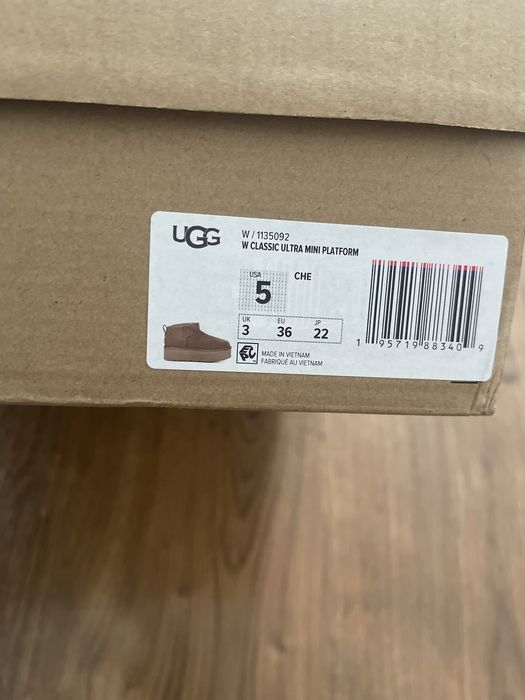 UGG
W / 1135092
W CLASSIC ULTRA MINI PLATFORM
USA
5
CHE
UK EU JP
3 36 22
MADE IN VIETNAM
FABRIQUÉ AU VIETNAM
1 95719 88340 9